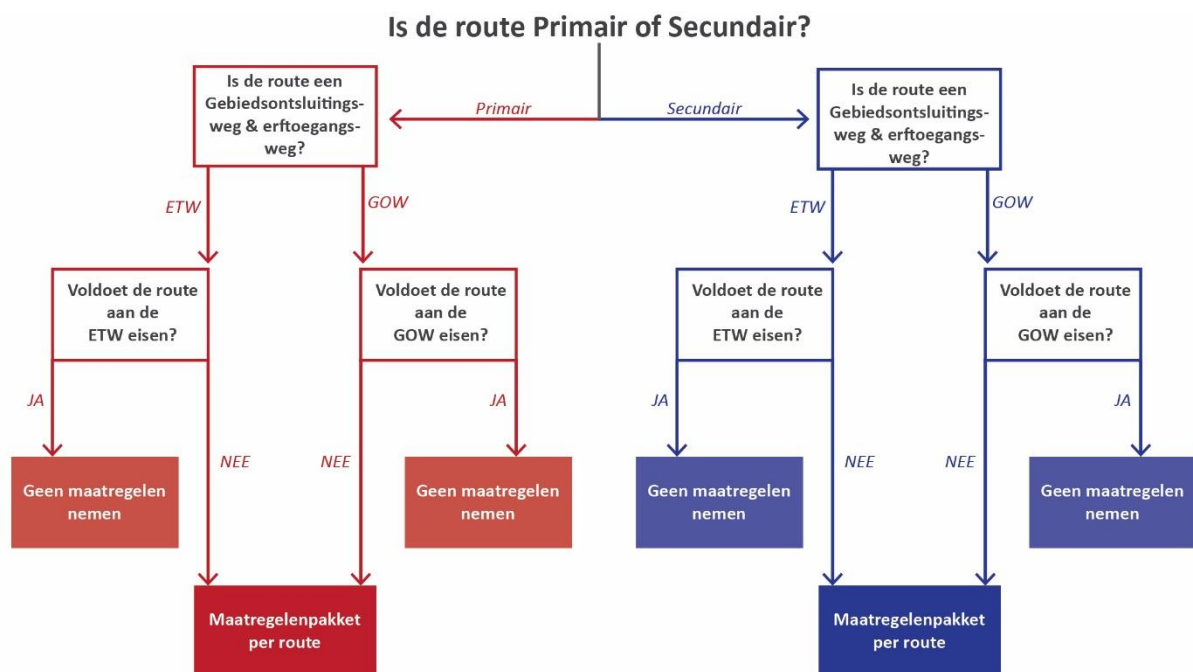 Is de route Primair of Secundair?
Is de route een
Gebiedsontsluitings-
weg & erftoegangs-
weg?
Primair
Secundair
Is de route een
Gebiedsontsluitings-
weg & erftoegangs-
weg?
ETW
GOW
ETW
GOW
Voldoet de route
aan de
ETW eisen?
Voldoet de route
aan de
GOW eisen?
Voldoet de route
aan de
ETW eisen?
Voldoet de route
aan de
GOW eisen?
JA
JA
JA
JA
NEE
NEE
NEE
NEE
Geen maatregelen
nemen
Geen maatregelen
nemen
Geen maatregelen
nemen
Geen maatregelen
nemen
Maatregelenpakket
per route
Maatregelenpakket
per route